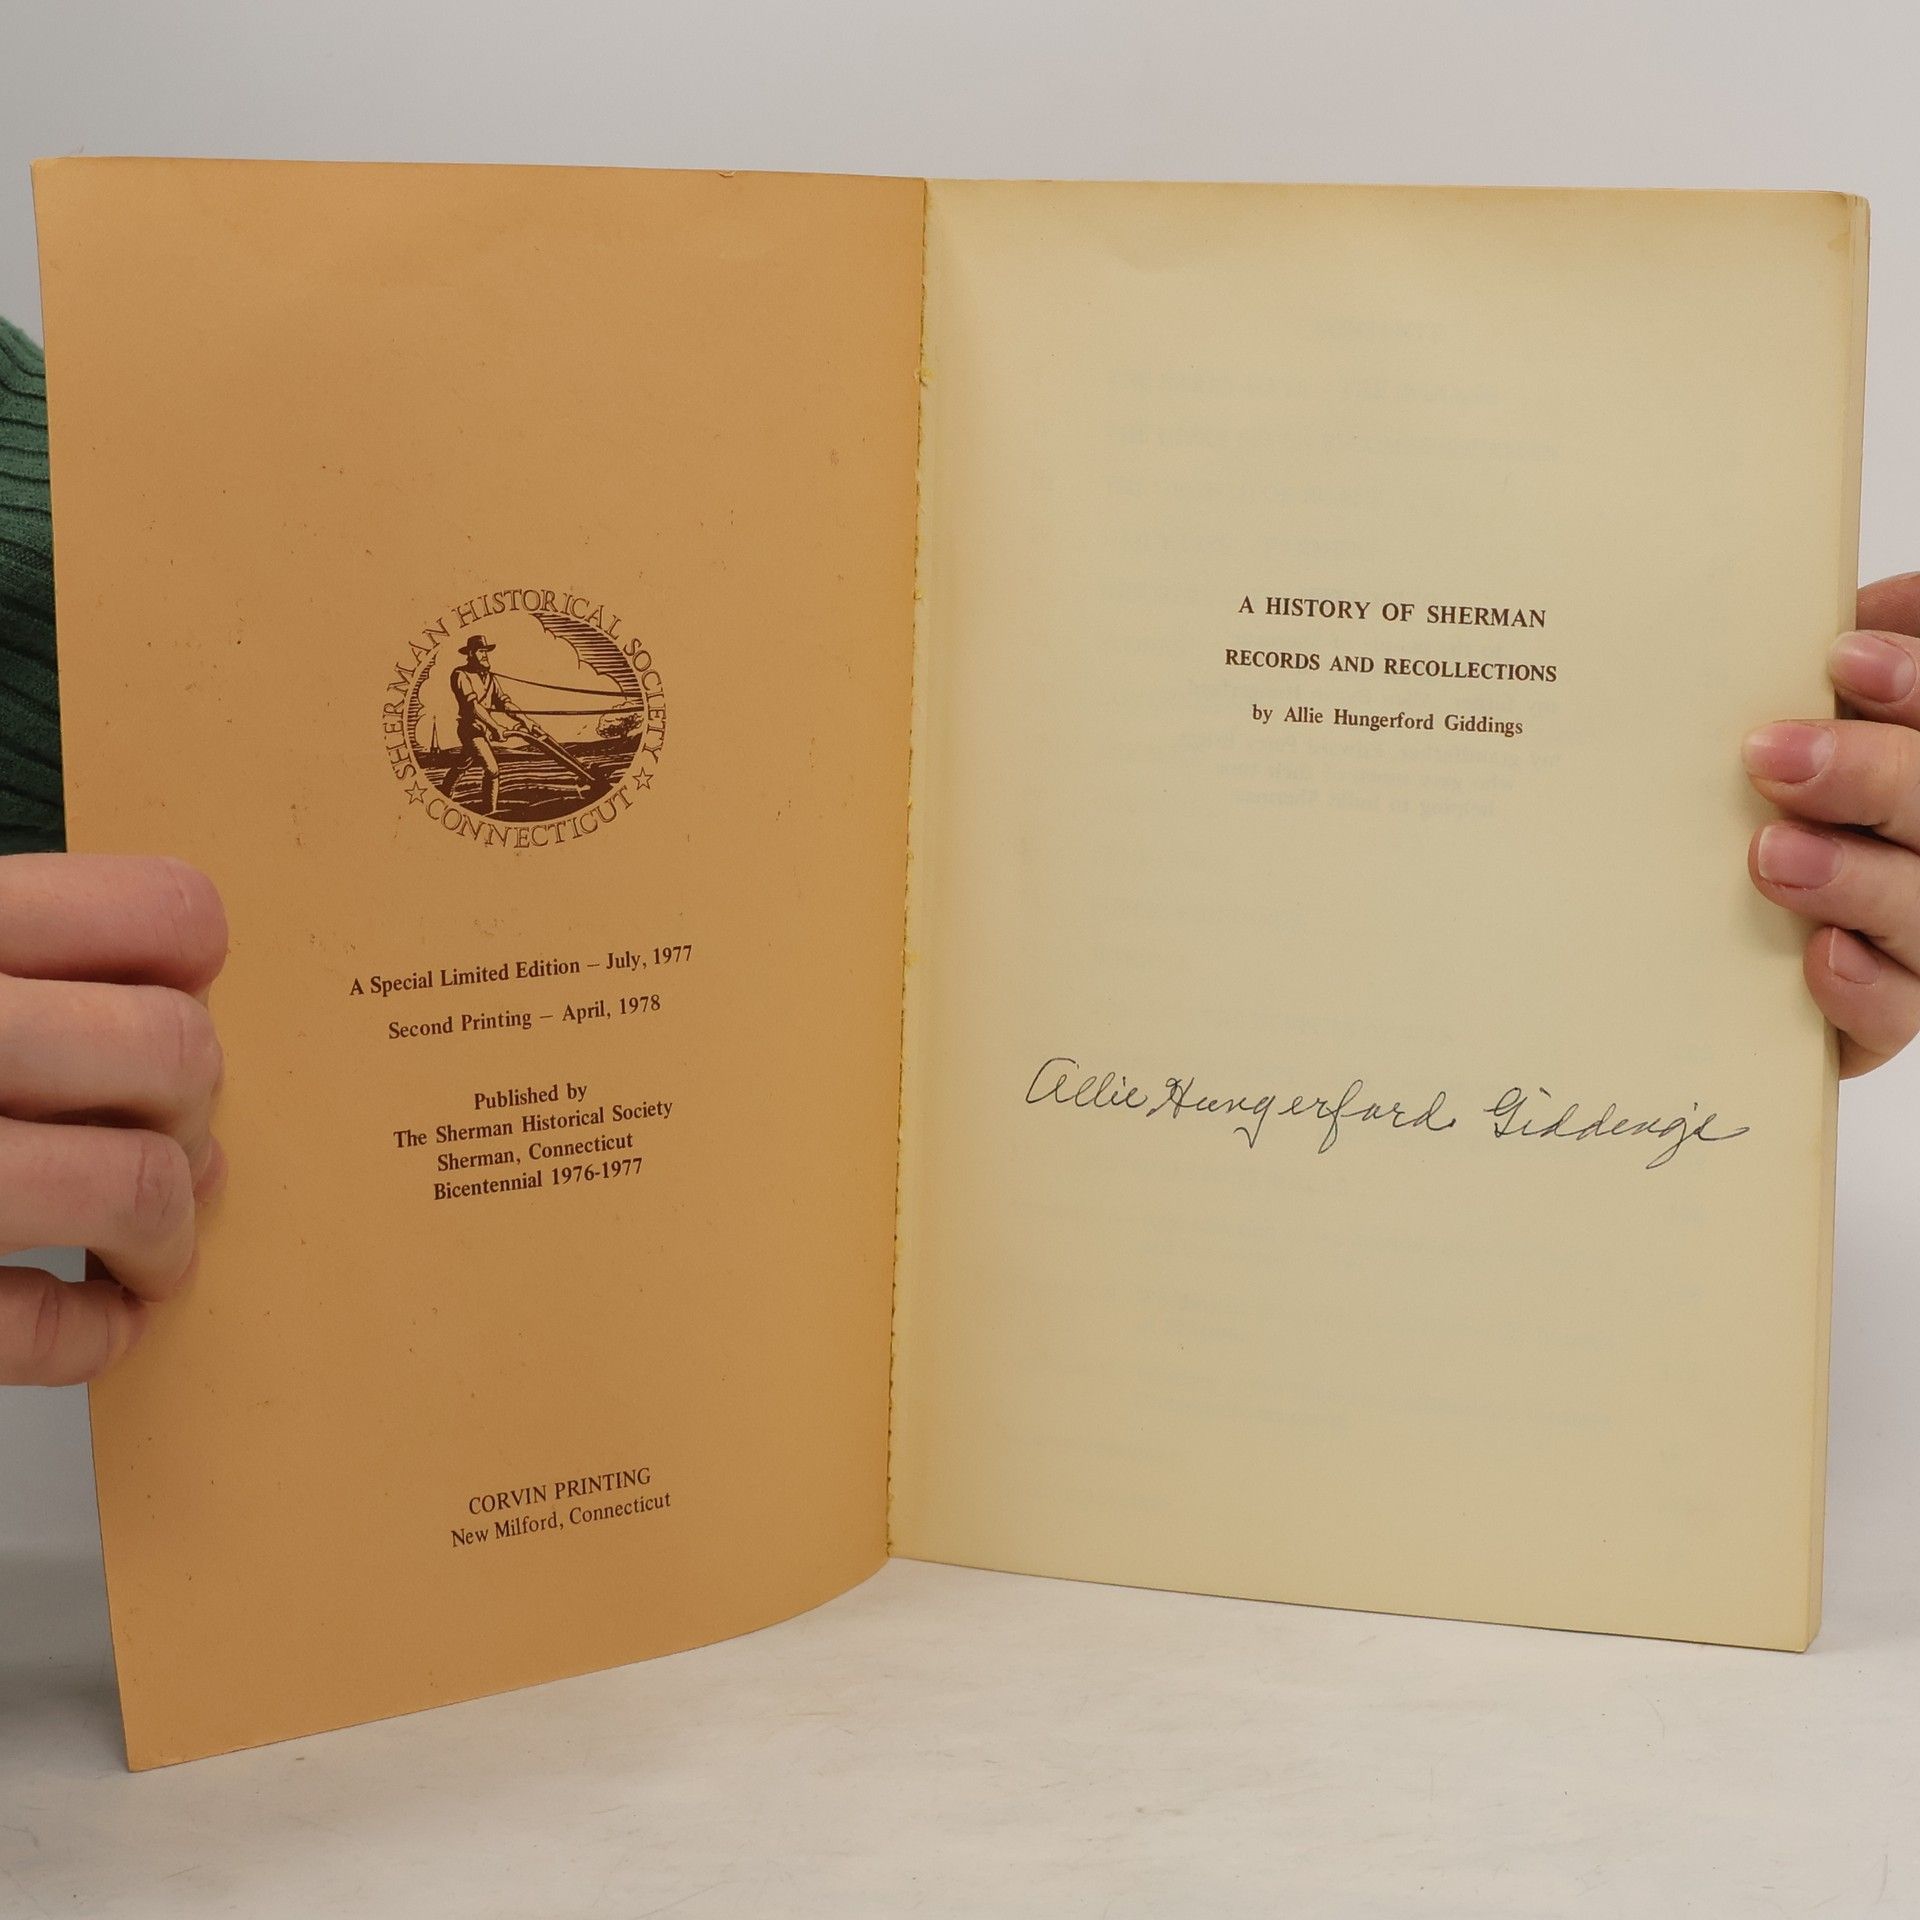 SHERMAN HISTORICAL SOCIETY
CONNECTICUT
A Special Limited Edition – July, 1977
Second Printing – April, 1978
Published by
The Sherman Historical Society
Sherman, Connecticut
Bicentennial 1976-1977
CORVIN PRINTING
New Milford, Connecticut
A HISTORY OF SHERMAN
RECORDS AND RECOLLECTIONS
by Allie Hungerford Giddings
Allie Hungerford Giddings